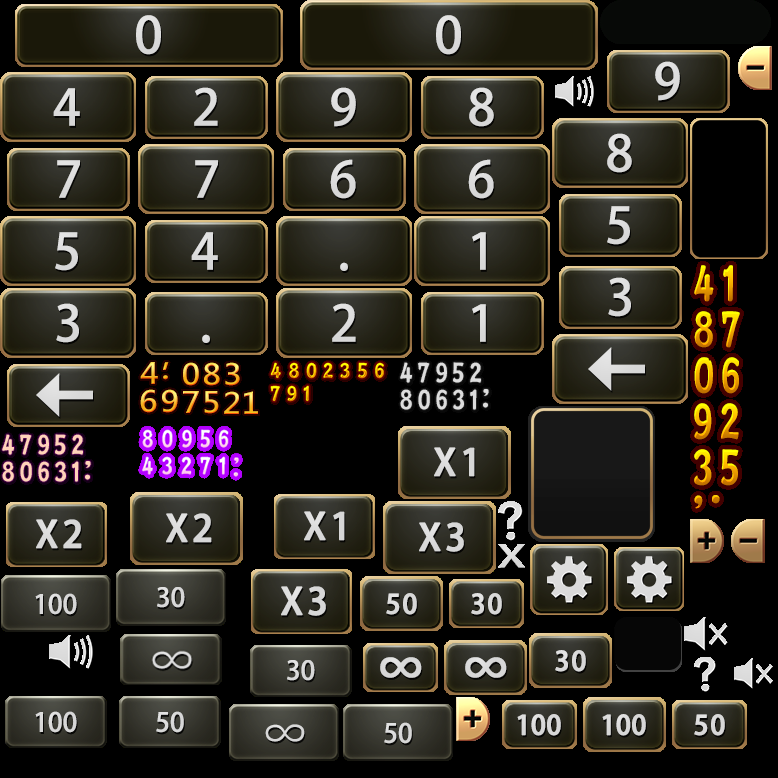 0 0
9 −
4 2 9 8
8
7 7 6 6
5
5 4 . 1
3
3 . 2 1
←
←
4' 083
697521
4802356
791
47952
80631:'
41
87
06
92
35
,.
47952
80631:'
80956
43271:'
X1
X2 X2 X1 X3
?
x
+ −
100 30 X3 50 30
∞ 30 ∞ ∞ 30
?
100 50 ∞ 50 + 100 100 50